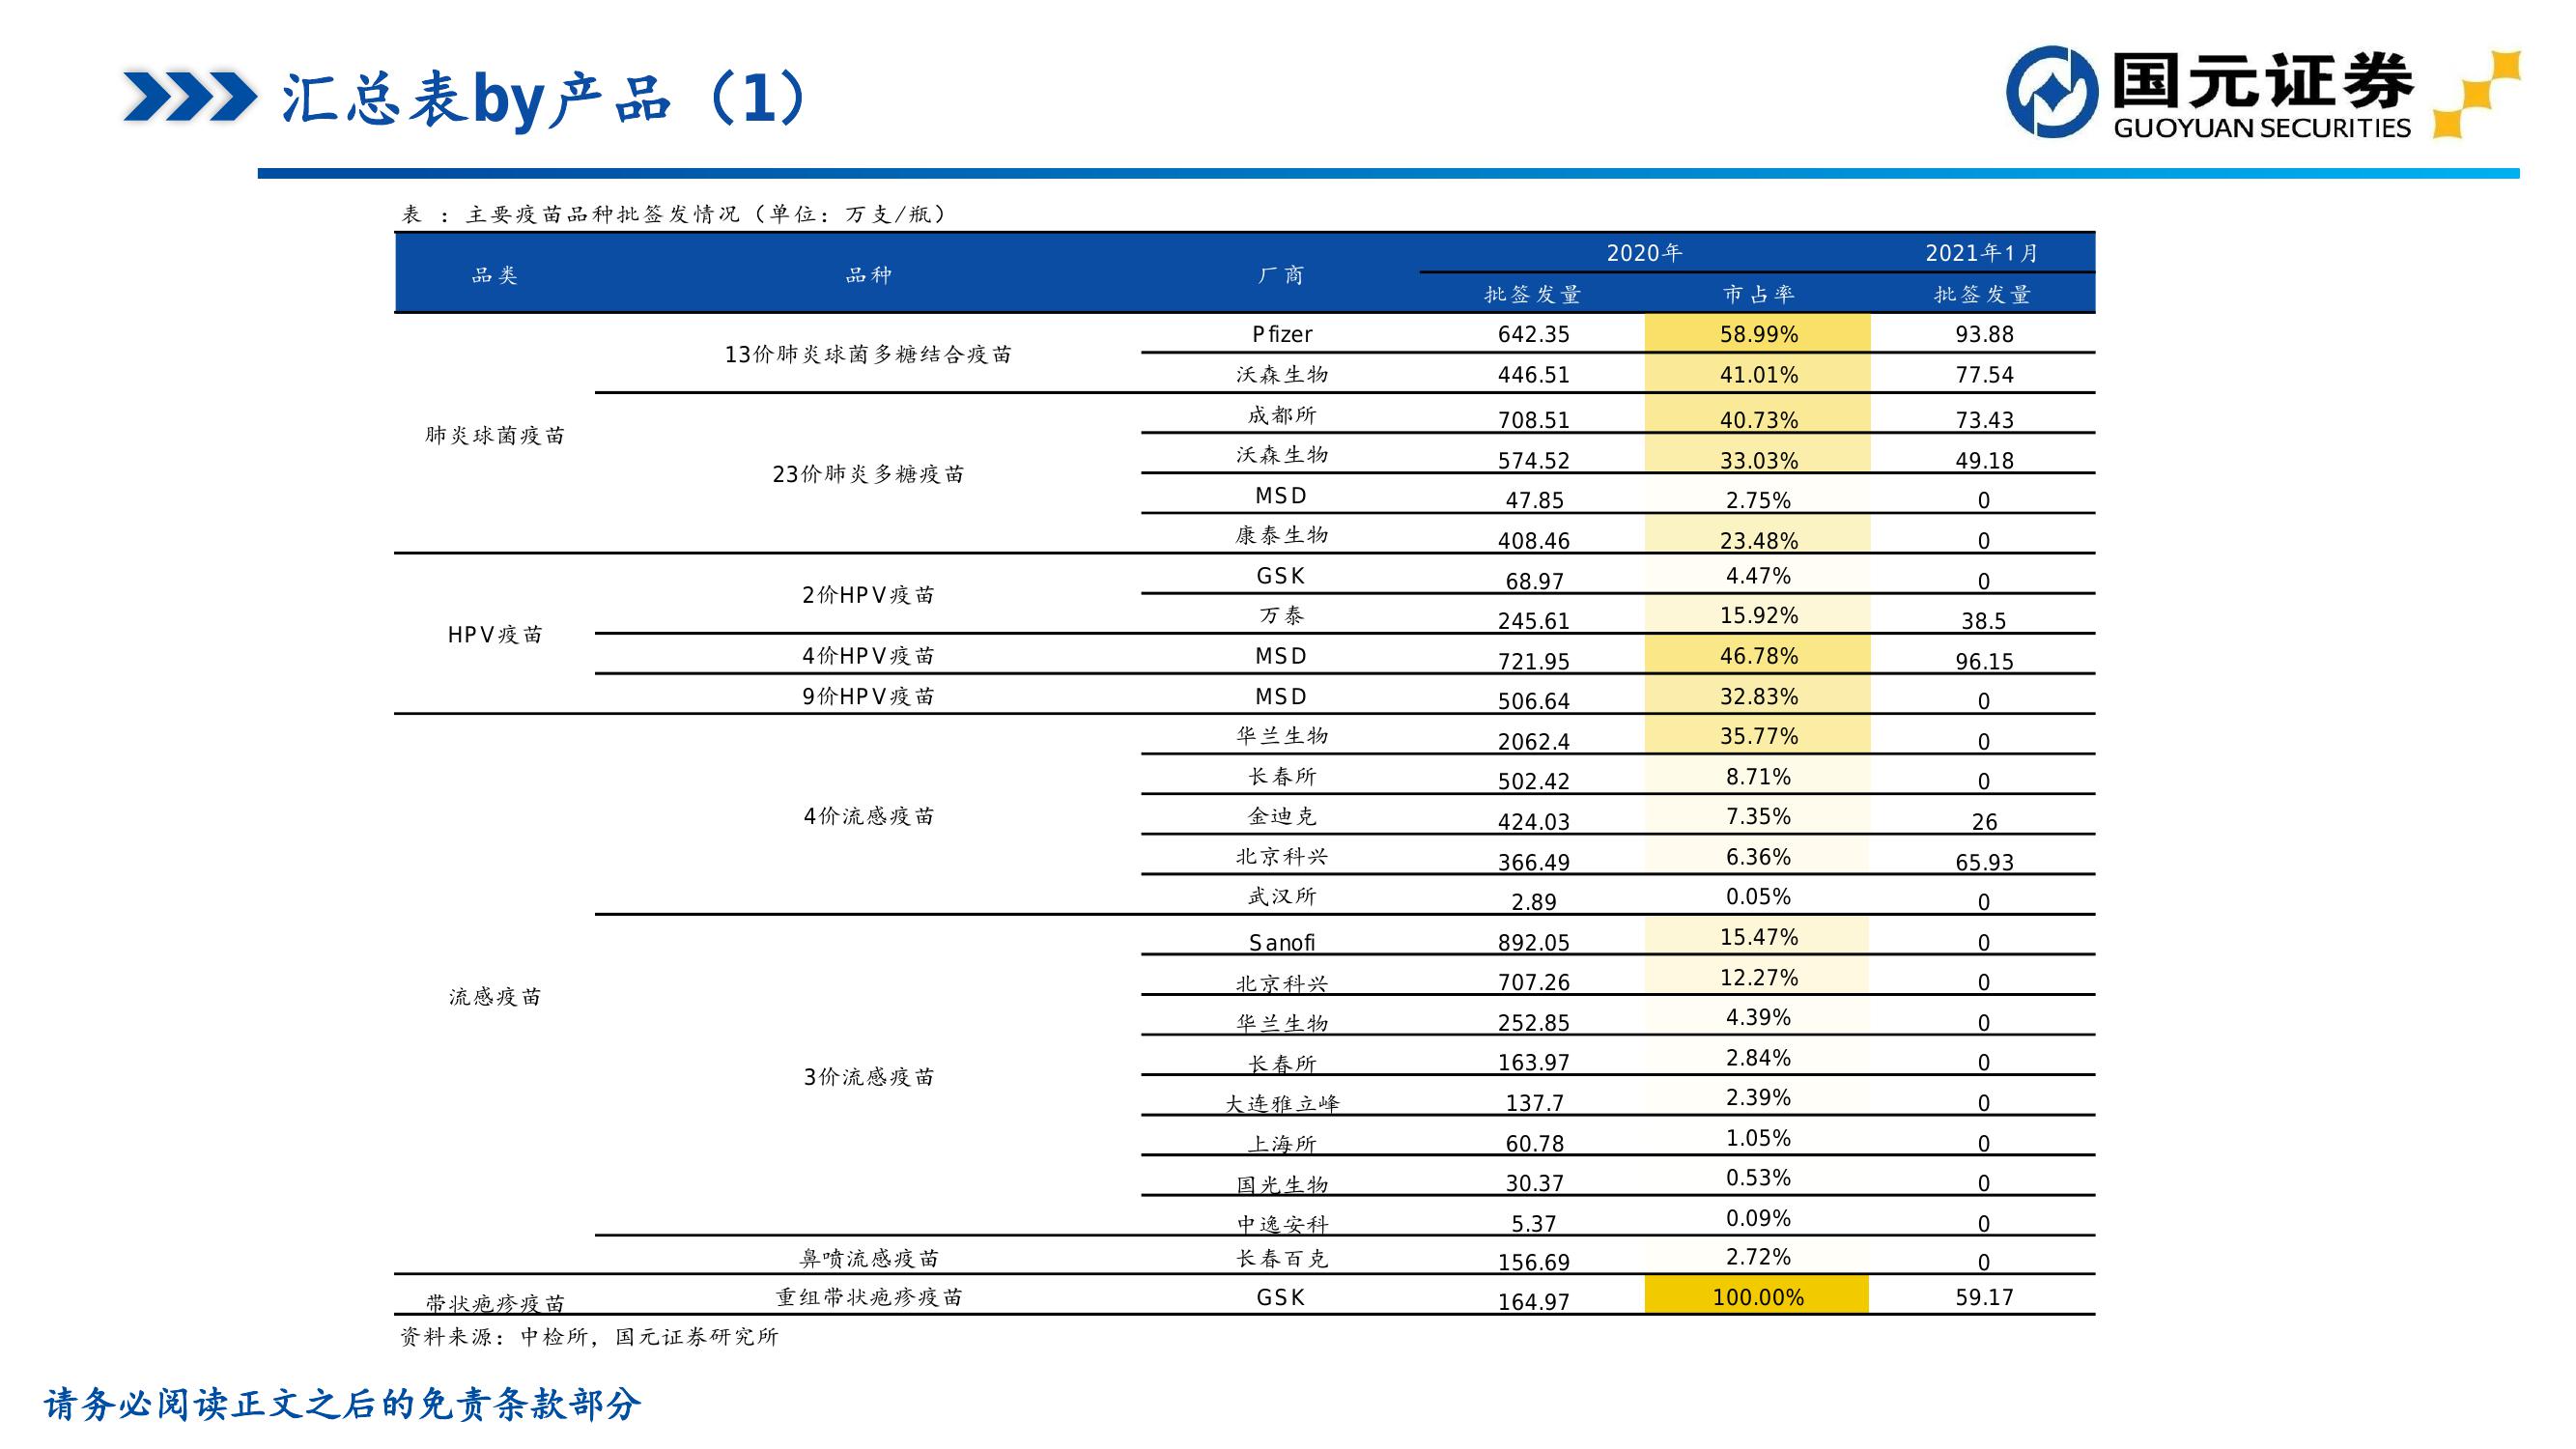 汇总表by产品（1）
国元证券
GUOYUAN SECURITIES
表 ：主要疫苗品种批签发情况（单位：万支/瓶）
品类 品种 厂商 2020年 2021年1月
批签发量 市占率 批签发量
肺炎球菌疫苗 13价肺炎球菌多糖结合疫苗 Pfizer 642.35 58.99% 93.88
沃森生物 446.51 41.01% 77.54
23价肺炎多糖疫苗 成都所 708.51 40.73% 73.43
沃森生物 574.52 33.03% 49.18
MSD 47.85 2.75% 0
康泰生物 408.46 23.48% 0
HPV疫苗 2价HPV疫苗 GSK 68.97 4.47% 0
万泰 245.61 15.92% 38.5
4价HPV疫苗 MSD 721.95 46.78% 96.15
9价HPV疫苗 MSD 506.64 32.83% 0
流感疫苗 4价流感疫苗 华兰生物 2062.4 35.77% 0
长春所 502.42 8.71% 0
金迪克 424.03 7.35% 26
北京科兴 366.49 6.36% 65.93
武汉所 2.89 0.05% 0
3价流感疫苗 Sanofi 892.05 15.47% 0
北京科兴 707.26 12.27% 0
华兰生物 252.85 4.39% 0
长春所 163.97 2.84% 0
大连雅立峰 137.7 2.39% 0
上海所 60.78 1.05% 0
国光生物 30.37 0.53% 0
中逸安科 5.37 0.09% 0
鼻喷流感疫苗 长春百克 156.69 2.72% 0
带状疱疹疫苗 重组带状疱疹疫苗 GSK 164.97 100.00% 59.17
资料来源：中检所，国元证券研究所
请务必阅读正文之后的免责条款部分